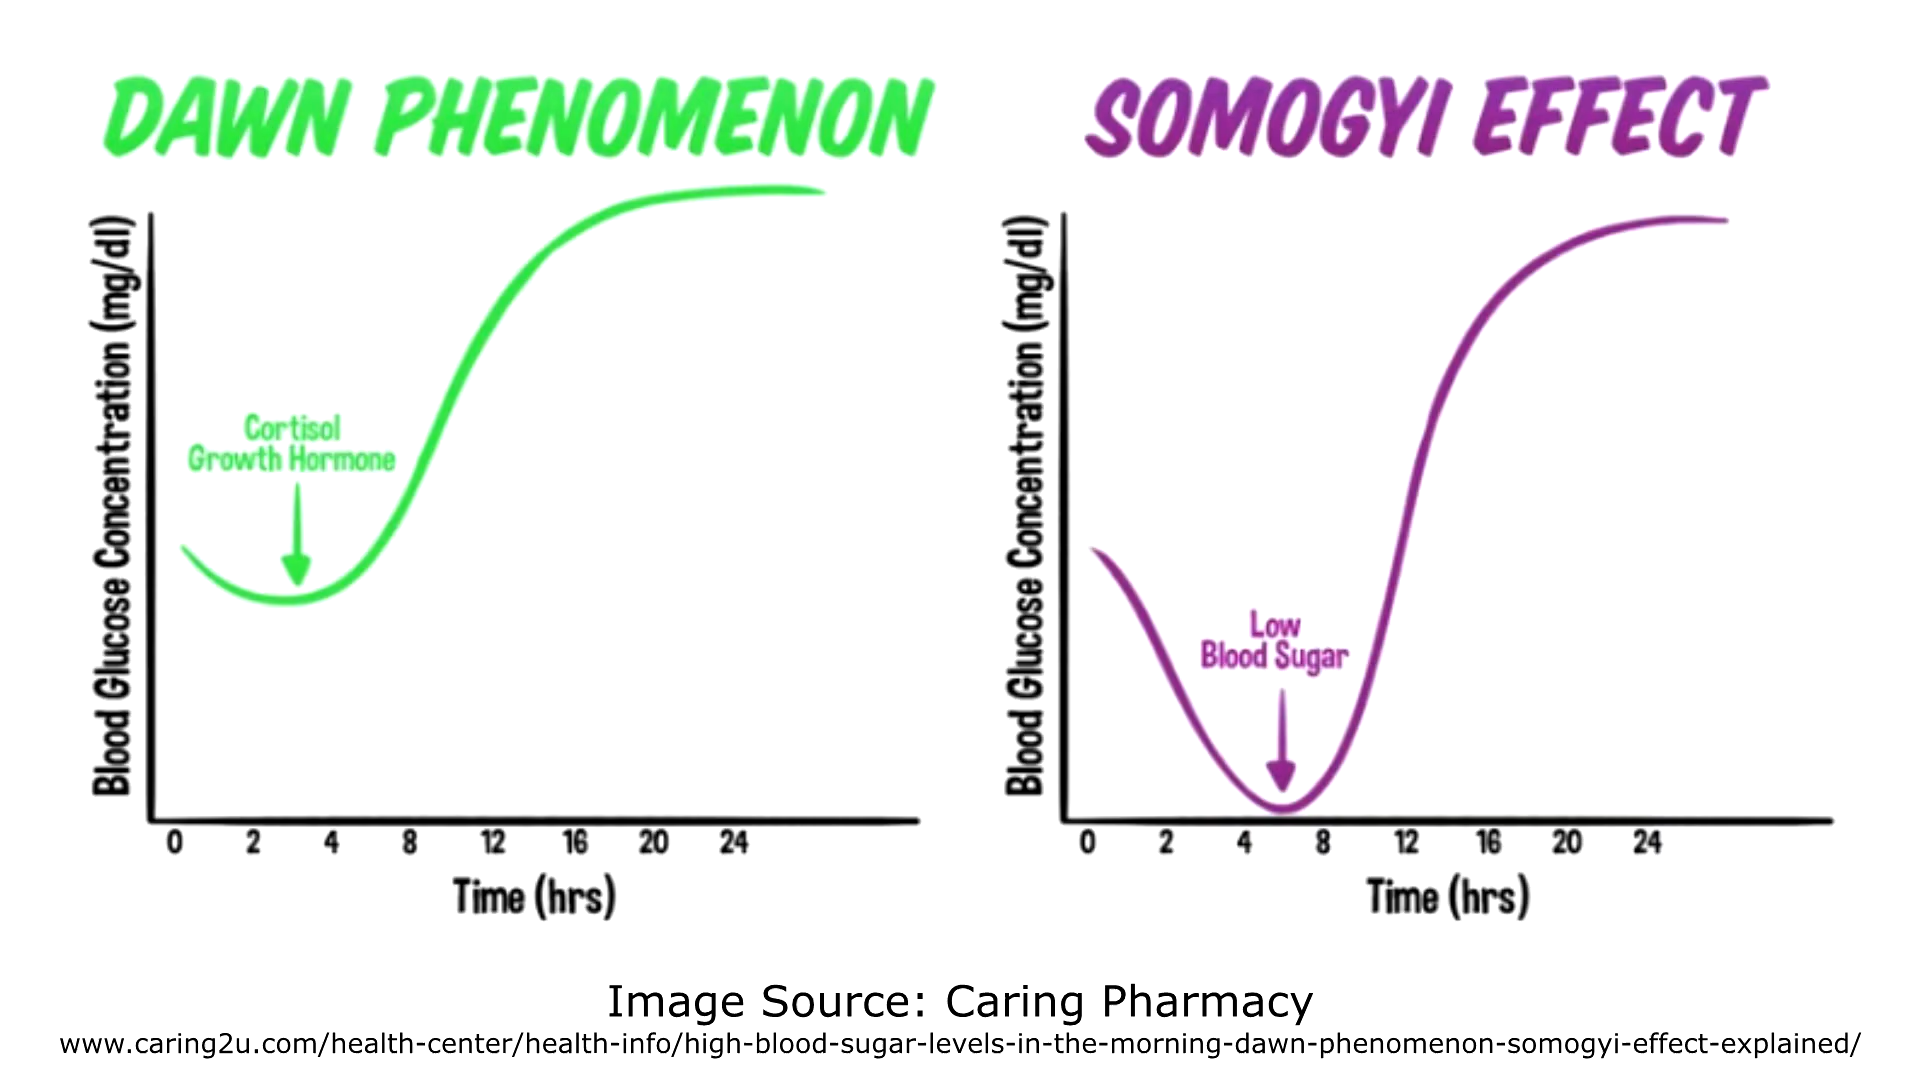 DAWN PHENOMENON
Blood Glucose Concentration (mg/dl)
Cortisol
Growth Hormone
0 2 4 8 12 16 20 24
Time (hrs)
SOMOGYI EFFECT
Blood Glucose Concentration (mg/dl)
Low
Blood Sugar
0 2 4 8 12 16 20 24
Time (hrs)
Image Source: Caring Pharmacy
www.caring2u.com/health-center/health-info/high-blood-sugar-levels-in-the-morning-dawn-phenomenon-somogyi-effect-explained/